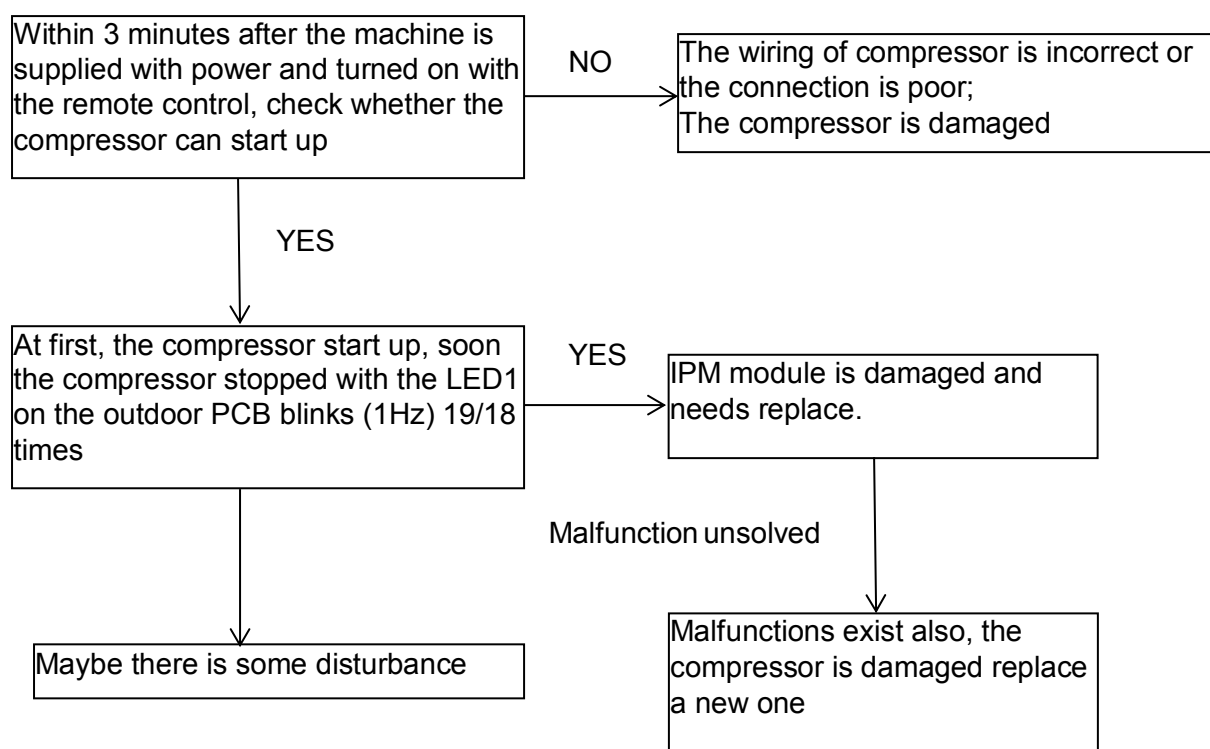 Within 3 minutes after the machine is
supplied with power and turned on with
the remote control, check whether the
compressor can start up
NO
The wiring of compressor is incorrect or
the connection is poor;
The compressor is damaged
YES
At first, the compressor start up, soon
the compressor stopped with the LED1
on the outdoor PCB blinks (1Hz) 19/18
times
YES
IPM module is damaged and
needs replace.
Malfunction unsolved
Maybe there is some disturbance
Malfunctions exist also, the
compressor is damaged replace
a new one